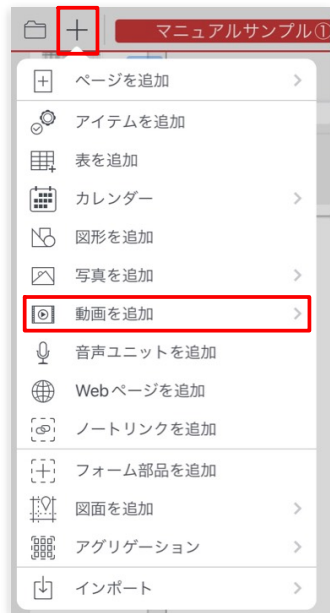 マニュアルサンプル①
ページを追加
アイテムを追加
表を追加
カレンダー
図形を追加
写真を追加
動画を追加
音声ユニットを追加
Webページを追加
ノートリンクを追加
フォーム部品を追加
図面を追加
アグリゲーション
インポート